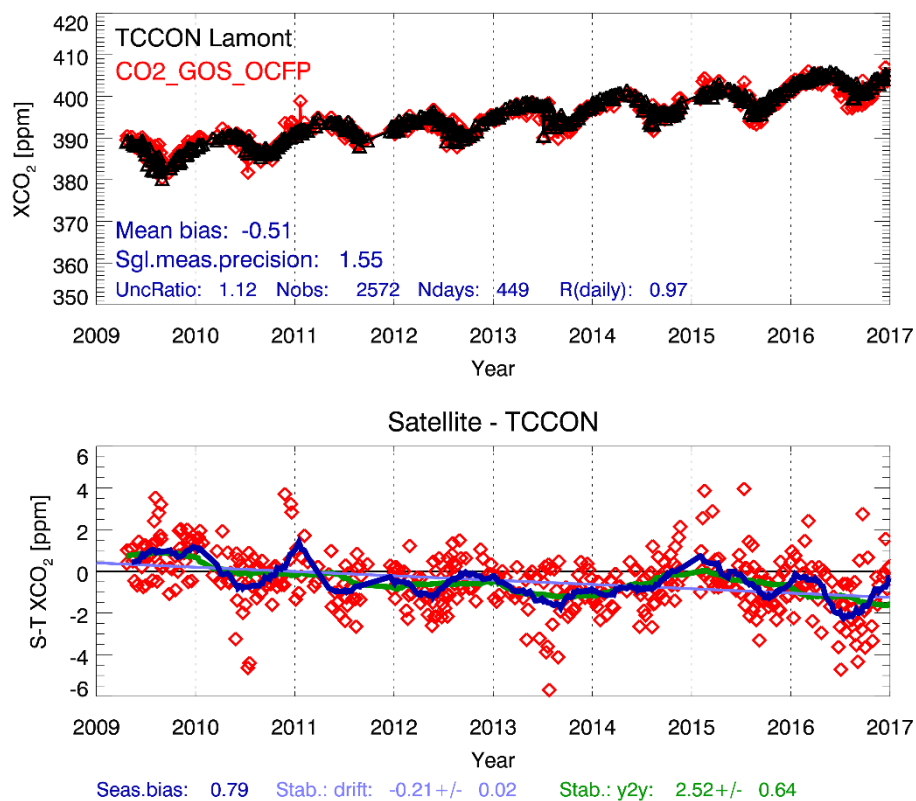 420
410
400
390
380
370
360
350
XCO2 [ppm]
TCCON Lamont
CO2_GOS_OCFP
Mean bias: -0.51
Sgl.meas.precision: 1.55
UncRatio: 1.12 Nobs: 2572 Ndays: 449 R(daily): 0.97
2009 2010 2011 2012 2013 2014 2015 2016 2017
Year
Satellite - TCCON
6
4
2
0
-2
-4
-6
S-T XCO2 [ppm]
2009 2010 2011 2012 2013 2014 2015 2016 2017
Year
Seas.bias: 0.79 Stab.: drift: -0.21+/- 0.02 Stab.: y2y: 2.52+/- 0.64